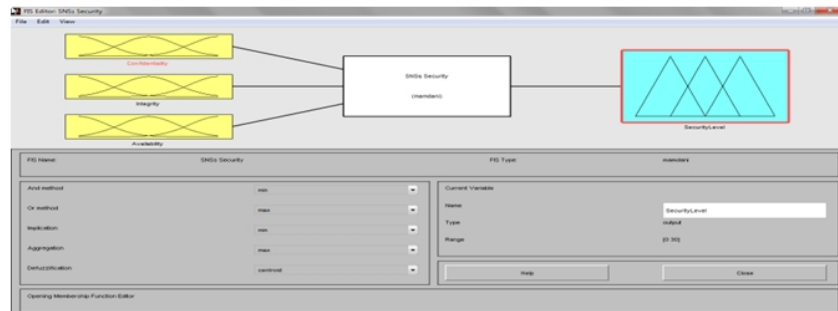 FIS Editor: SNSs Security
File Edit View
Confidentiality
Integrity
Availability
SNSs Security
(mamdani)
SecurityLevel
FIS Name: SNSs Security FIS Type: mamdani
And method min
Or method max
Implication min
Aggregation max
Defuzzification centroid
Current Variable
Name SecurityLevel
Type output
Range [0 30]
Help Close
Opening Membership Function Editor